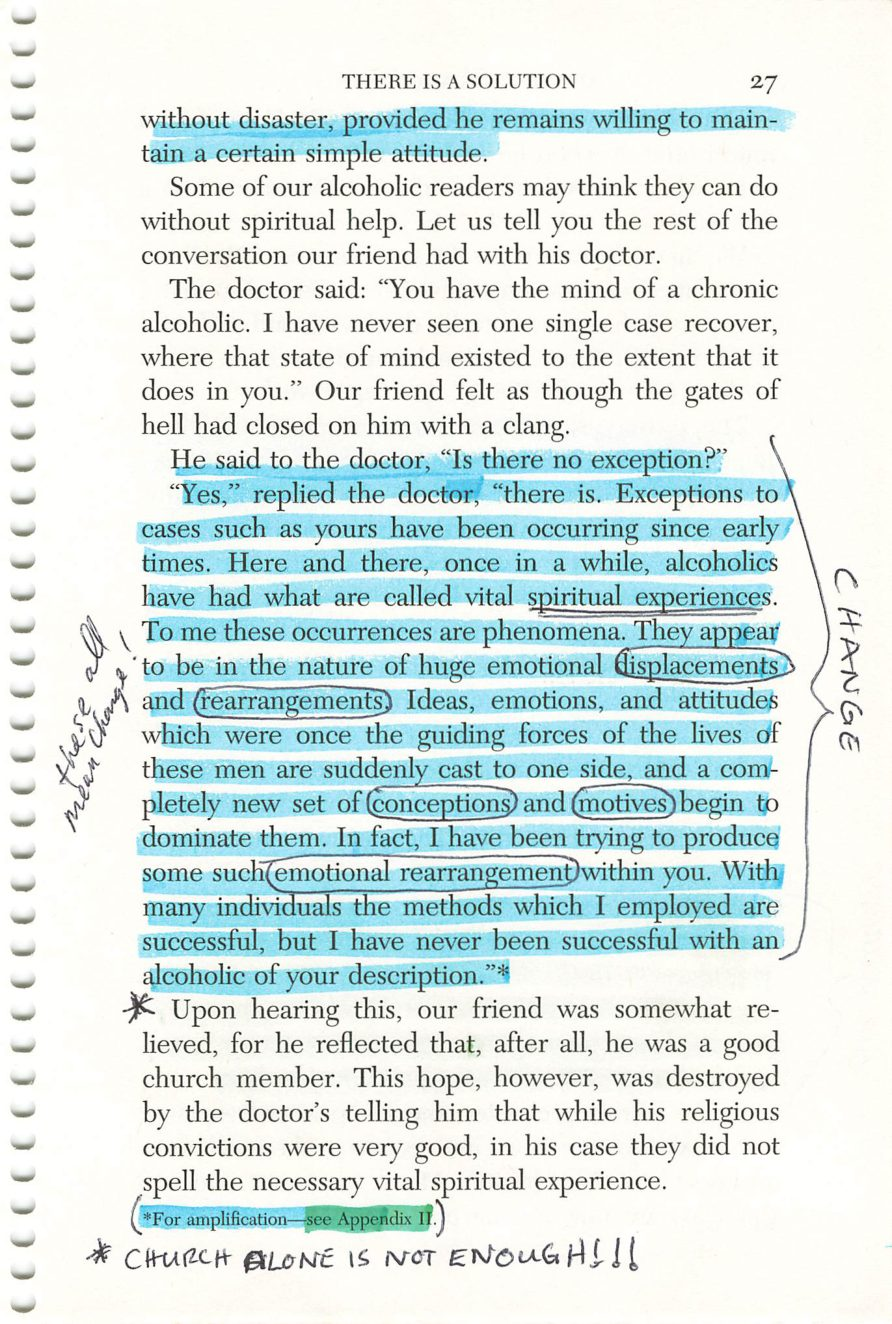 THERE IS A SOLUTION 27
without disaster, provided he remains willing to main-
tain a certain simple attitude.
Some of our alcoholic readers may think they can do
without spiritual help. Let us tell you the rest of the
conversation our friend had with his doctor.
The doctor said: “You have the mind of a chronic
alcoholic. I have never seen one single case recover,
where that state of mind existed to the extent that it
does in you.” Our friend felt as though the gates of
hell had closed on him with a clang.
He said to the doctor, “Is there no exception?”
“Yes,” replied the doctor, “there is. Exceptions to
cases such as yours have been occurring since early
times. Here and there, once in a while, alcoholics
have had what are called vital spiritual experiences.
To me these occurrences are phenomena. They appear
to be in the nature of huge emotional displacements
and rearrangements. Ideas, emotions, and attitudes
which were once the guiding forces of the lives of
these men are suddenly cast to one side, and a com-
pletely new set of conceptions and motives begin to
dominate them. In fact, I have been trying to produce
some such emotional rearrangement within you. With
many individuals the methods which I employed are
successful, but I have never been successful with an
alcoholic of your description.”*
CHANGE
these all
mean change!
* Upon hearing this, our friend was somewhat re-
lieved, for he reflected that, after all, he was a good
church member. This hope, however, was destroyed
by the doctor’s telling him that while his religious
convictions were very good, in his case they did not
spell the necessary vital spiritual experience.
(*For amplification—see Appendix II.)
* CHURCH ALONE IS NOT ENOUGH!!!